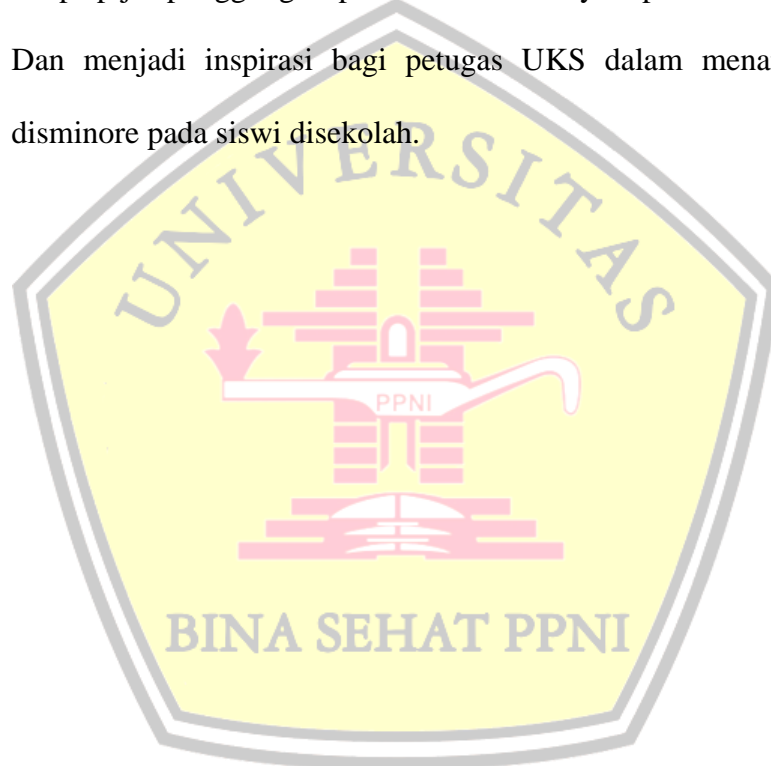 Dan menjadi inspirasi bagi petugas UKS dalam mena
disminore pada siswi disekolah.
UNIVERSITAS
PPNI
BINA SEHAT PPNI